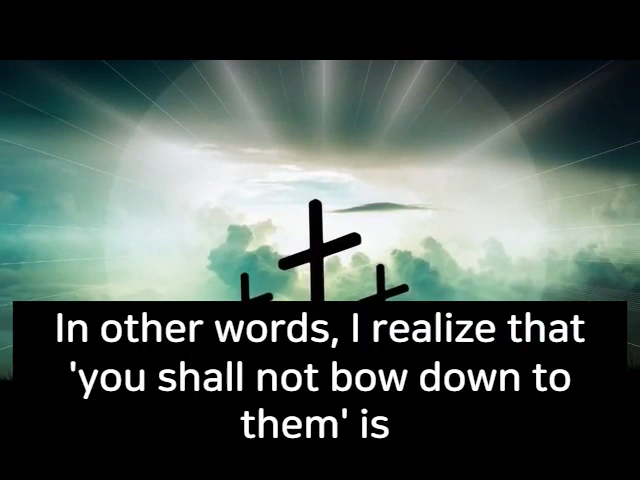 In other words, I realize that
'you shall not bow down to
them' is